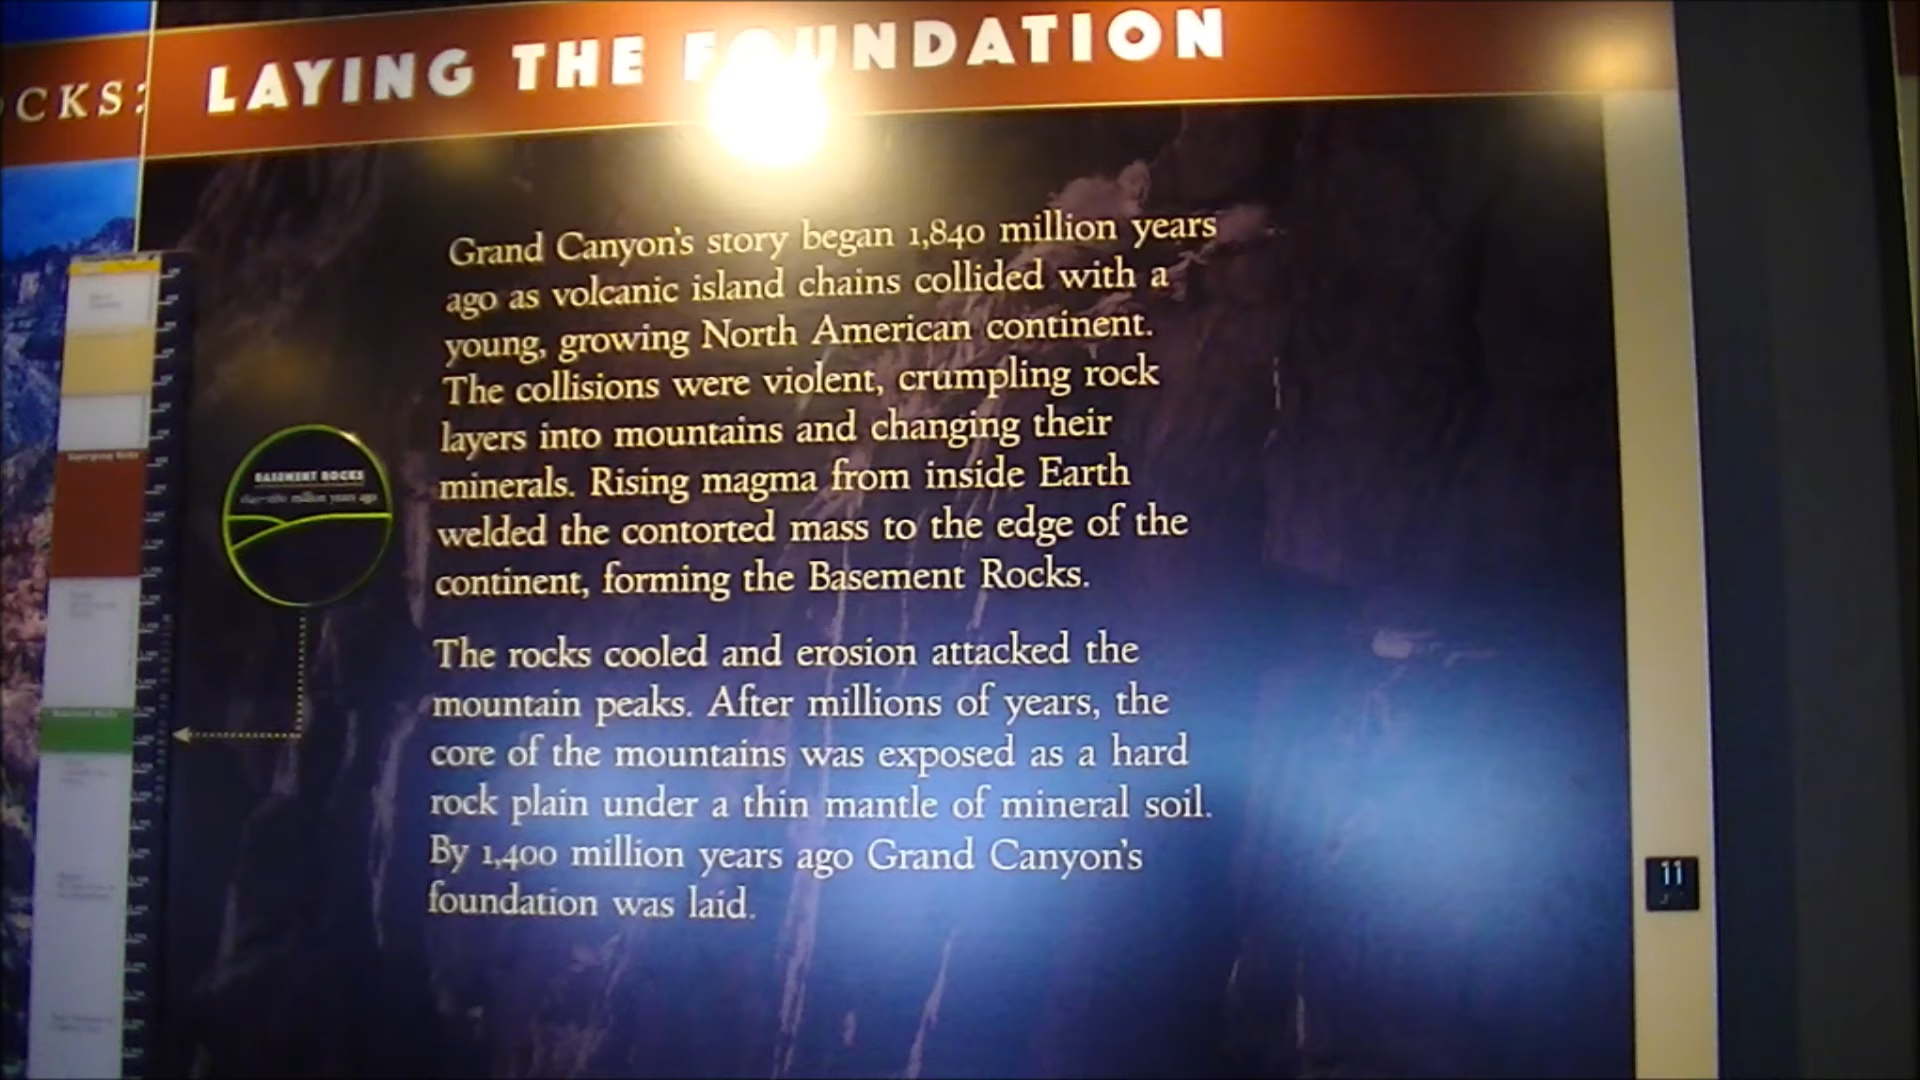 OCKS:
LAYING THE FOUNDATION
Grand Canyon's story began 1,840 million years
ago as volcanic island chains collided with a
young, growing North American continent.
The collisions were violent, crumpling rock
layers into mountains and changing their
minerals. Rising magma from inside Earth
welded the contorted mass to the edge of the
continent, forming the Basement Rocks.
The rocks cooled and erosion attacked the
mountain peaks. After millions of years, the
core of the mountains was exposed as a hard
rock plain under a thin mantle of mineral soil.
By 1,400 million years ago Grand Canyon's
foundation was laid.
BASEMENT ROCKS
million years ago
11